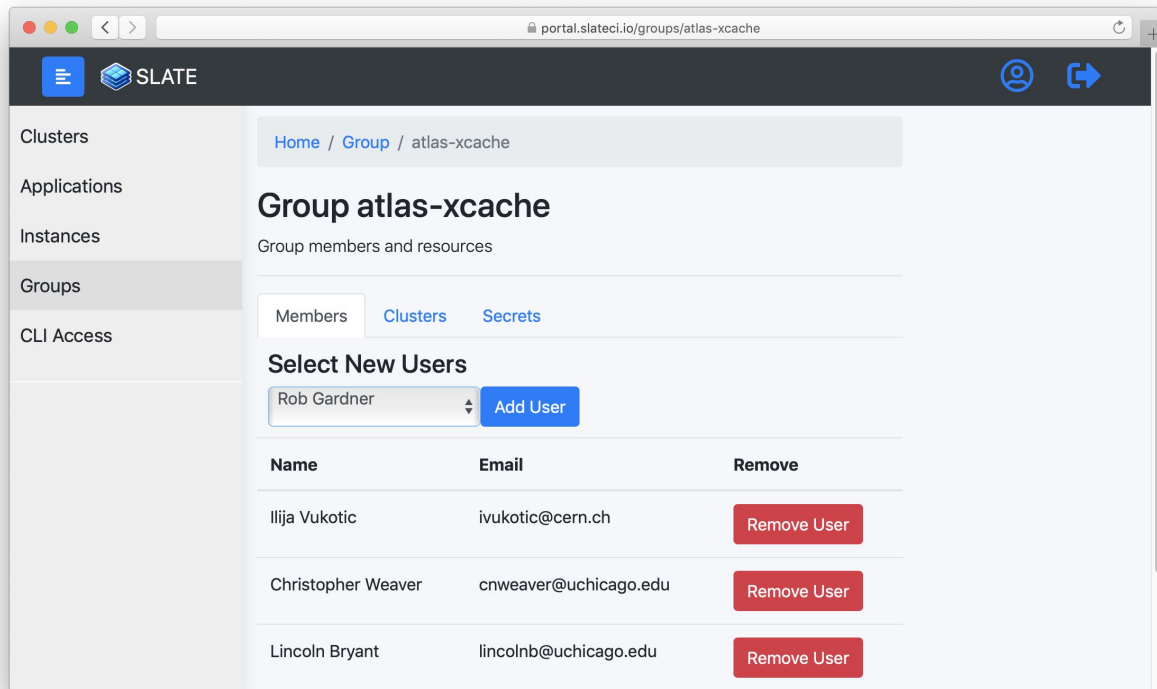 portal.slateci.io/groups/atlas-xcache
SLATE
Clusters
Applications
Instances
Groups
CLI Access
Home / Group / atlas-xcache
Group atlas-xcache
Group members and resources
Members Clusters Secrets
Select New Users
Rob Gardner Add User
Name Email Remove
Ilija Vukotic ivukotic@cern.ch Remove User
Christopher Weaver cnweaver@uchicago.edu Remove User
Lincoln Bryant lincolnb@uchicago.edu Remove User